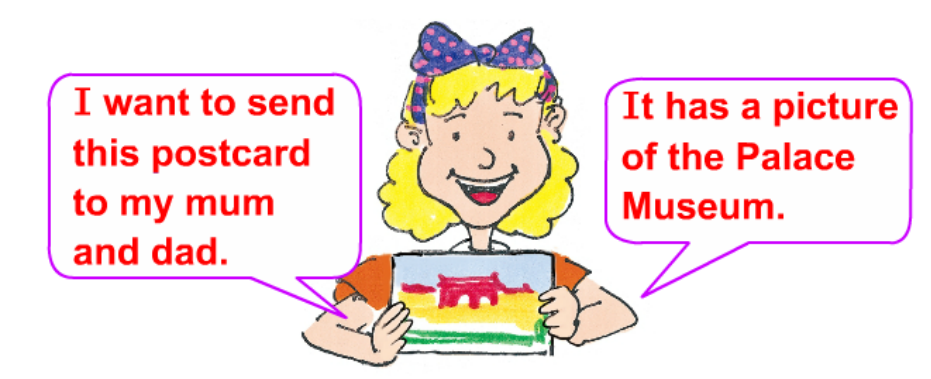 I want to send
this postcard
to my mum
and dad.
It has a picture
of the Palace
Museum.